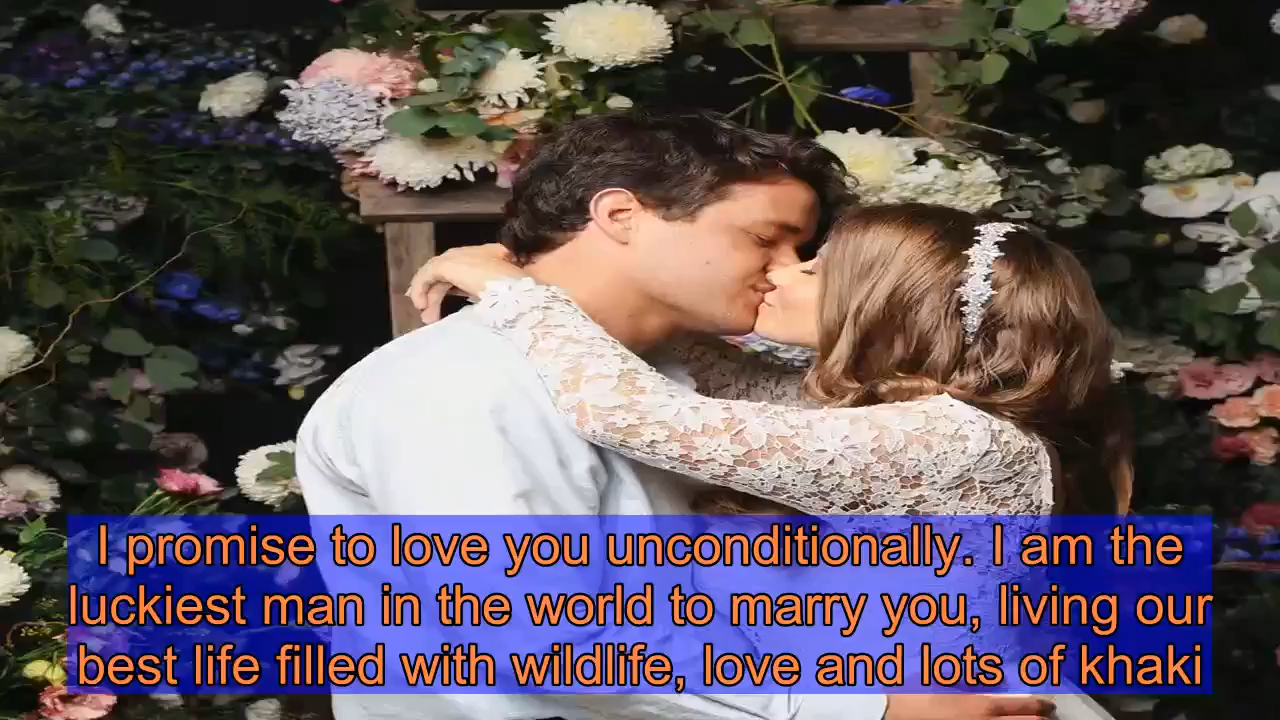 I promise to love you unconditionally. I am the
luckiest man in the world to marry you, living our
best life filled with wildlife, love and lots of khaki